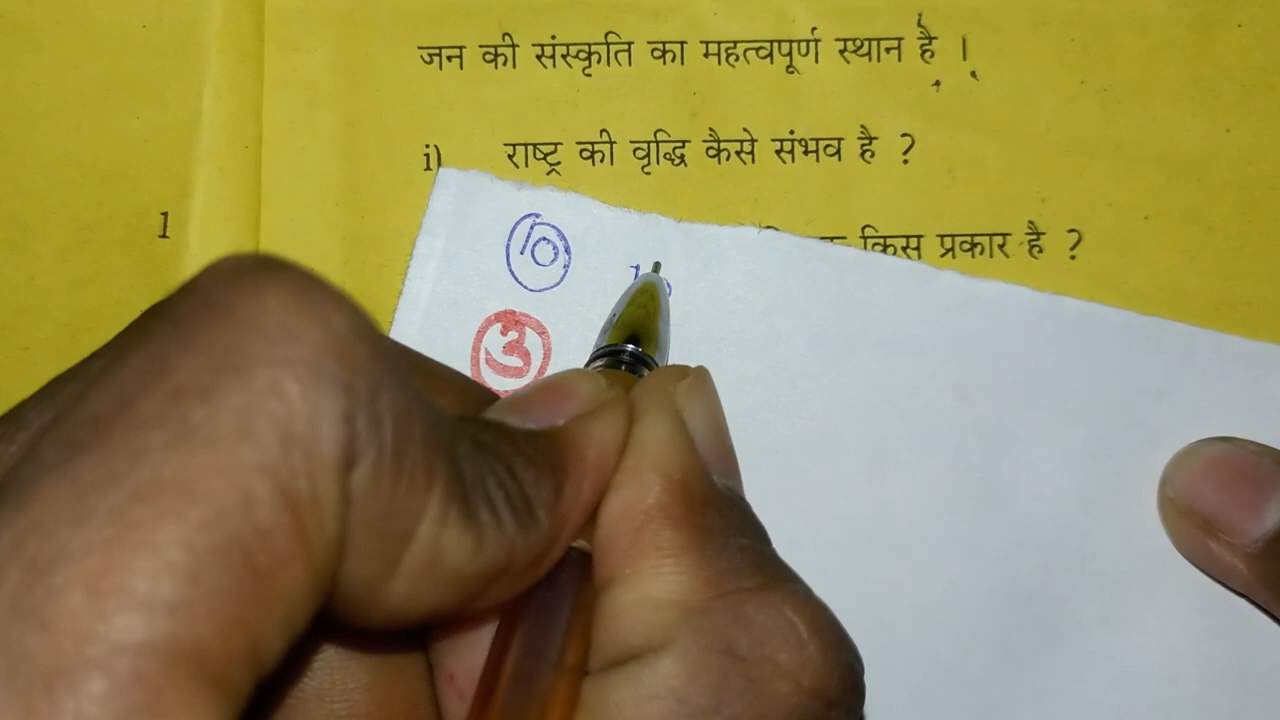 जन की संस्कृति का महत्वपूर्ण स्थान है ।
i) राष्ट्र की वृद्धि कैसे संभव है ?
1
किस प्रकार है ?
10
3